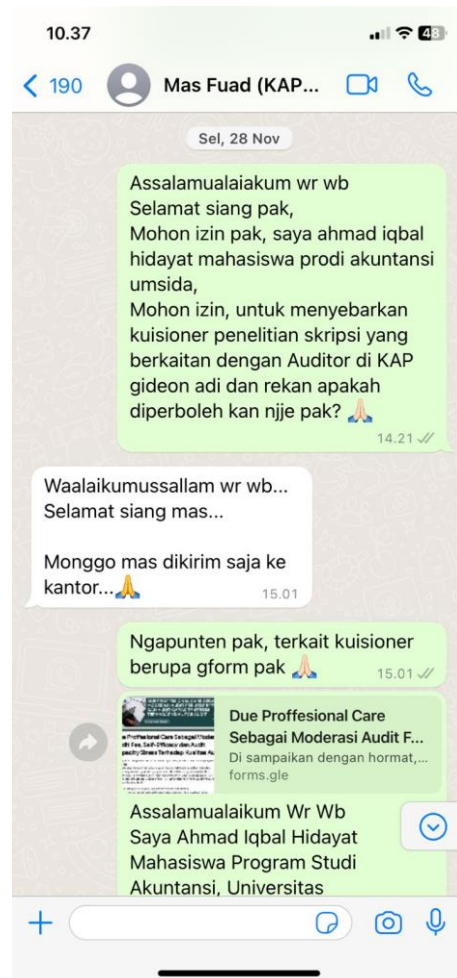 10.37
48
190
Mas Fuad (KAP...
Sel, 28 Nov
Assalamualaiakum wr wb
Selamat siang pak,
Mohon izin pak, saya ahmad iqbal
hidayat mahasiswa prodi akuntansi
umsida,
Mohon izin, untuk menyebarkan
kuisioner penelitian skripsi yang
berkaitan dengan Auditor di KAP
gideon adi dan rekan apakah
diperboleh kan njje pak? 🙏🏻
14.21
Waalaikumussallam wr wb...
Selamat siang mas...
Monggo mas dikirim saja ke
kantor...🙏
15.01
Ngapunten pak, terkait kuisioner
berupa gform pak 🙏🏻
15.01
Due Proffesional Care
Sebagai Moderasi Audit F...
Di sampaikan dengan hormat,...
forms.gle
Assalamualaikum Wr Wb
Saya Ahmad Iqbal Hidayat
Mahasiswa Program Studi
Akuntansi, Universitas